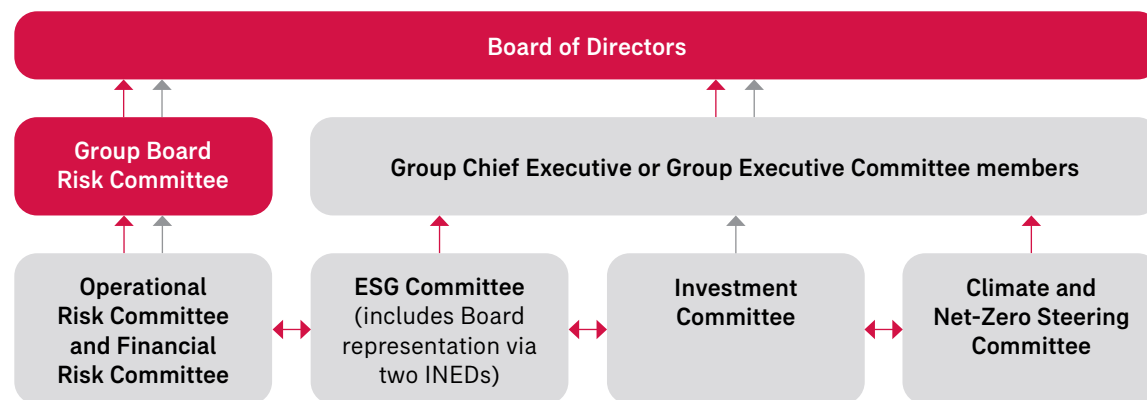 Board of Directors
Group Board
Risk Committee
Group Chief Executive or Group Executive Committee members
Operational
Risk Committee
and Financial
Risk Committee
ESG Committee
(includes Board
representation via
two INEDs)
Investment
Committee
Climate and
Net-Zero Steering
Committee